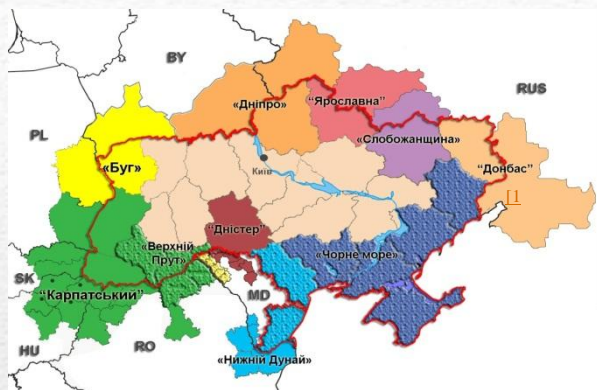 BY
RUS
«Дніпро»
“Ярославна”
PL
«Слобожанщина»
«Буг»
Київ
“Донбас”
[1
“Дністер”
«Верхній
Прут»
«Чорне море»
SK
“Карпатський”
MD
HU
RO
«Нижній Дунай»